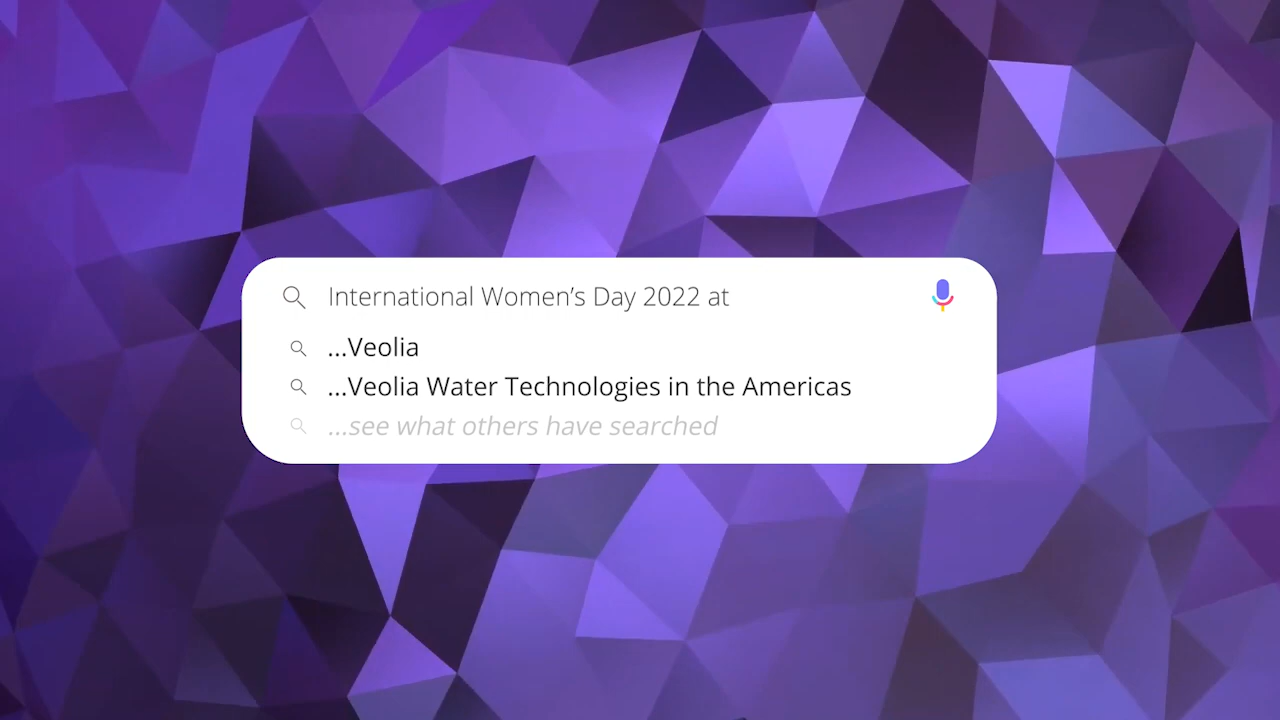 International Women’s Day 2022 at
...Veolia
...Veolia Water Technologies in the Americas
...see what others have searched